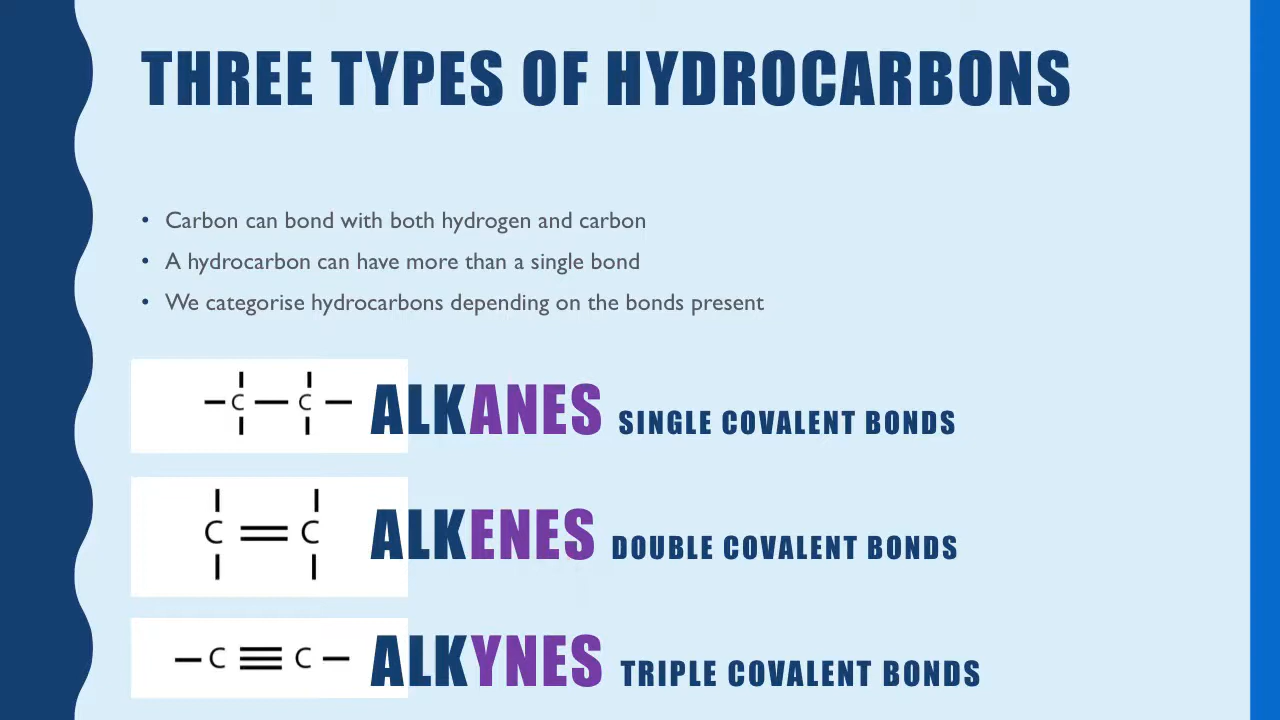 THREE TYPES OF HYDROCARBONS
• Carbon can bond with both hydrogen and carbon
• A hydrocarbon can have more than a single bond
• We categorise hydrocarbons depending on the bonds present
C C ALKANES SINGLE COVALENT BONDS
C C ALKENES DOUBLE COVALENT BONDS
C C ALKYNES TRIPLE COVALENT BONDS